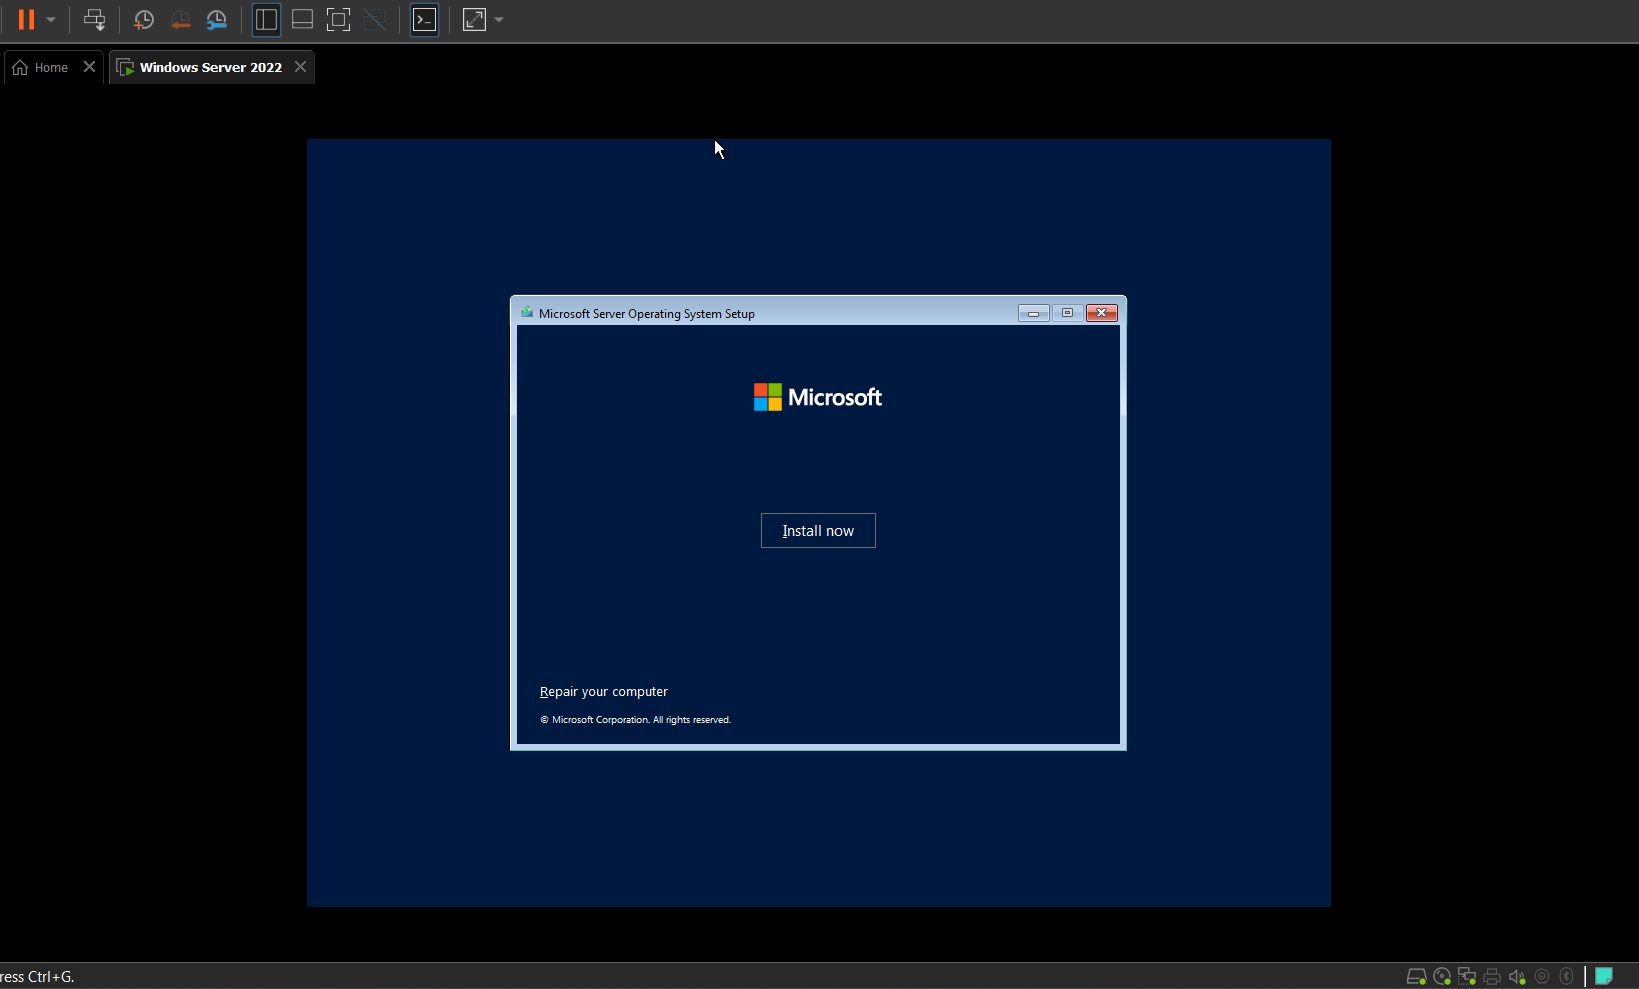 Home
Windows Server 2022
Microsoft Server Operating System Setup
Microsoft
Install now
Repair your computer
© Microsoft Corporation. All rights reserved.
ress Ctrl+G.